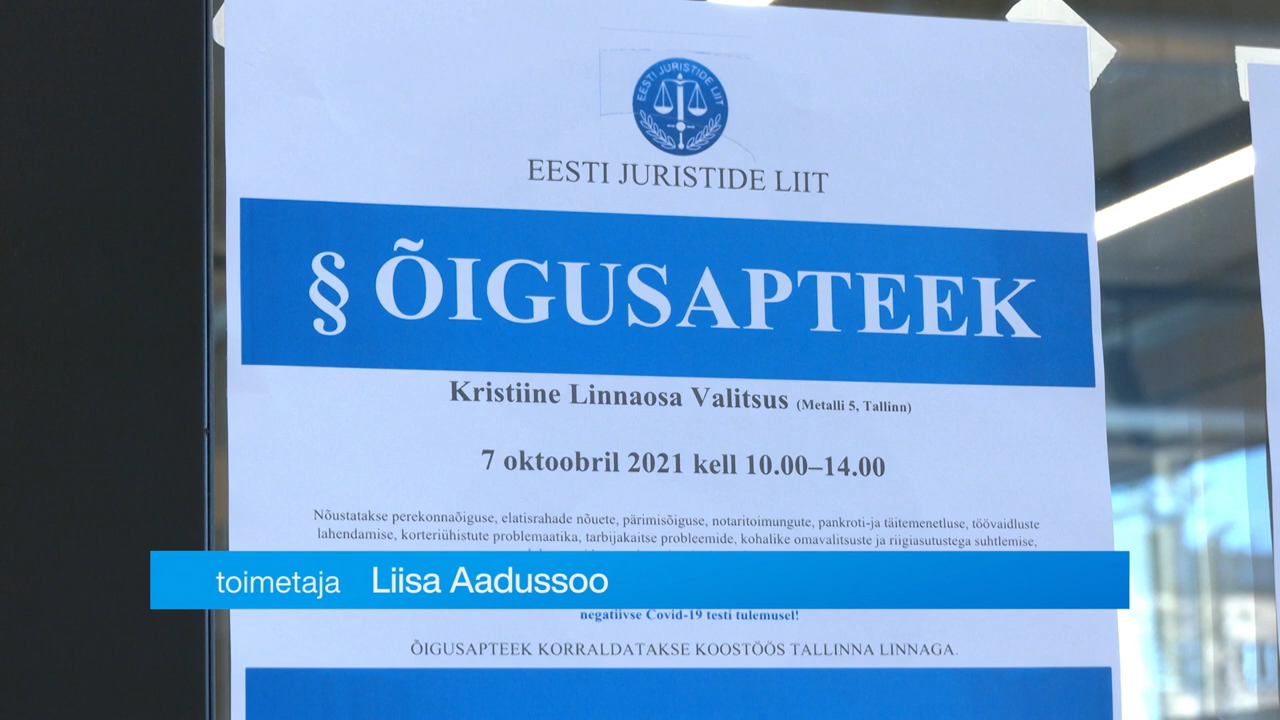 EESTI JURISTIDE LIIT
EESTI JURISTIDE LIIT
§ ÕIGUSAPTEEK
Kristiine Linnaosa Valitsus (Metalli 5, Tallinn)
7 oktoobril 2021 kell 10.00–14.00
Nõustatakse perekonnaõiguse, elatisrahade nõuete, pärimisõiguse, notaritoimungute, pankroti-ja täitemenetluse, töövaidluste
lahendamise, korteriühistute problemaatika, tarbijakaitse probleemide, kohalike omavalitsuste ja riigiasutustega suhtlemise,
toimetaja Liisa Aadussoo
negatiivse Covid-19 testi tulemusel!
ÕIGUSAPTEEK KORRALDATAKSE KOOSTÖÖS TALLINNA LINNAGA.